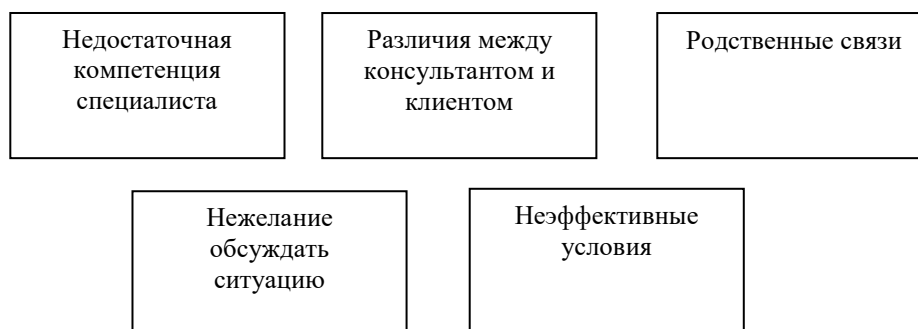 Недостаточная
компетенция
специалиста
Различия между
консультантом и
клиентом
Родственные связи
Нежелание
обсуждать
ситуацию
Неэффективные
условия